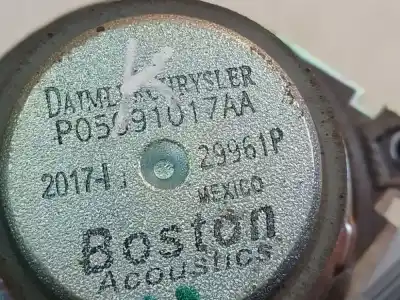 DAIMLERCHRYSLER
P05091017AA
2017-I 29961P
MEXICO
Boston
Acoustics